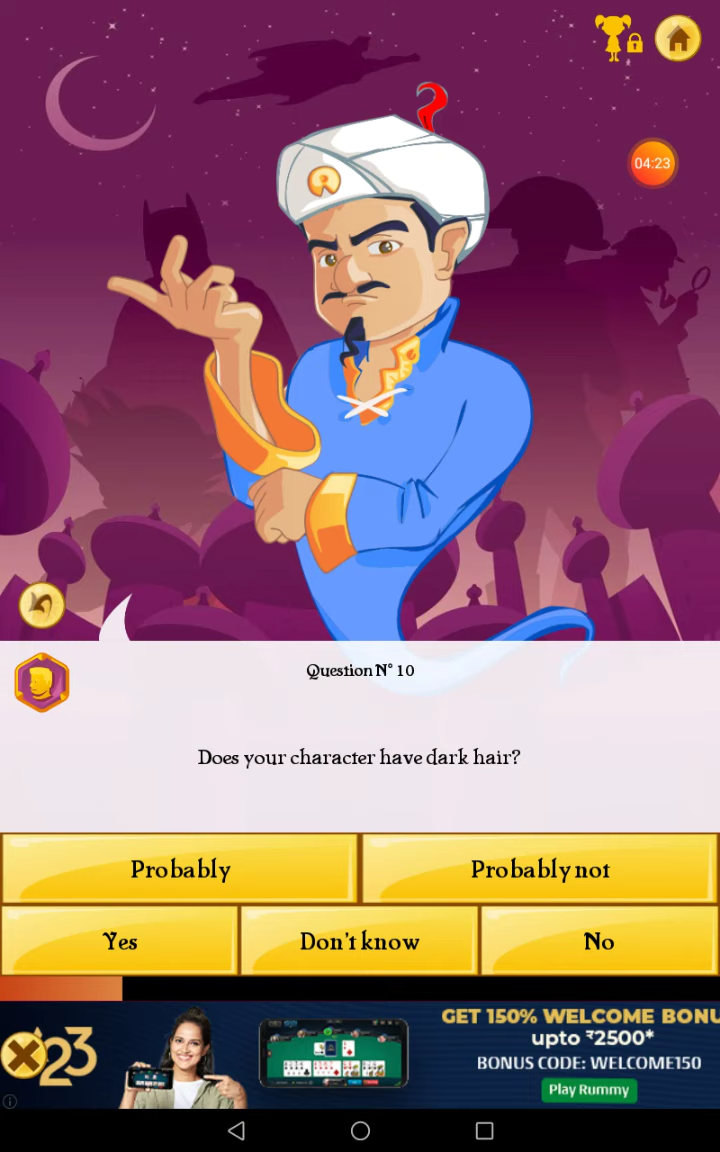 04:23
Question N° 10
Does your character have dark hair?
Probably
Probably not
Yes
Don't know
No
23
GET 150% WELCOME BONU
upto ₹2500*
BONUS CODE: WELCOME150
Play Rummy